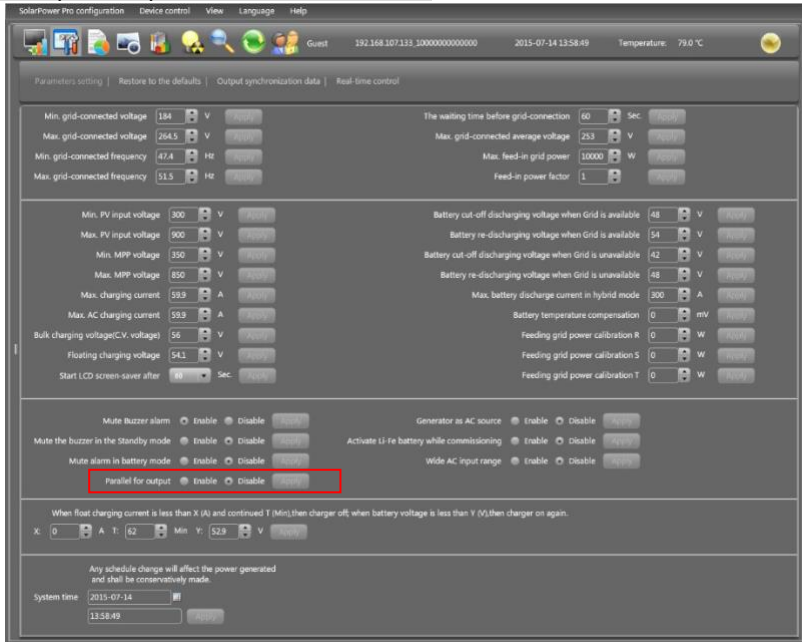 SolarPower Pro configuration Device control View Language Help
Guest 192.168.107.133_10000000000000 2015-07-14 13:58:49 Temperature: 79.0 ℃
Parameters setting | Restore to the defaults | Output synchronization data | Real-time control
Min. grid-connected voltage 184 V Apply The waiting time before grid-connection 60 Sec. Apply
Max. grid-connected voltage 264.5 V Apply Max. grid-connected average voltage 253 V Apply
Min. grid-connected frequency 47.4 Hz Apply Max. feed-in grid power 10000 W Apply
Max. grid-connected frequency 51.5 Hz Apply Feed-in power factor 1 Apply
Min. PV input voltage 300 V Apply Battery cut-off discharging voltage when Grid is available 48 V Apply
Max. PV input voltage 900 V Apply Battery re-discharging voltage when Grid is available 54 V Apply
Min. MPP voltage 350 V Apply Battery cut-off discharging voltage when Grid is unavailable 42 V Apply
Max. MPP voltage 850 V Apply Battery re-discharging voltage when Grid is unavailable 48 V Apply
Max. charging current 59.9 A Apply Max. battery discharge current in hybrid mode 300 A Apply
Max. AC charging current 59.9 A Apply Battery temperature compensation 0 mV Apply
Bulk charging voltage(C.V. voltage) 56 V Apply Feeding grid power calibration R 0 W Apply
Floating charging voltage 54.1 V Apply Feeding grid power calibration S 0 W Apply
Start LCD screen-saver after Sec. Apply Feeding grid power calibration T 0 W Apply
Mute Buzzer alarm Enable Disable Apply Generator as AC source Enable Disable Apply
Mute the buzzer in the Standby mode Enable Disable Apply Activate Li-Fe battery while commissioning Enable Disable Apply
Mute alarm in battery mode Enable Disable Apply Wide AC input range Enable Disable Apply
Parallel for output Enable Disable Apply
When float charging current is less than X (A) and continued T (Min),then charger off, when battery voltage is less than Y (V),then charger on again.
X: 0 A T: 62 Min Y: 52.9 V Apply
Any schedule change will affect the power generated
and shall be conservatively made.
System time 2015-07-14
13:58:49 Apply